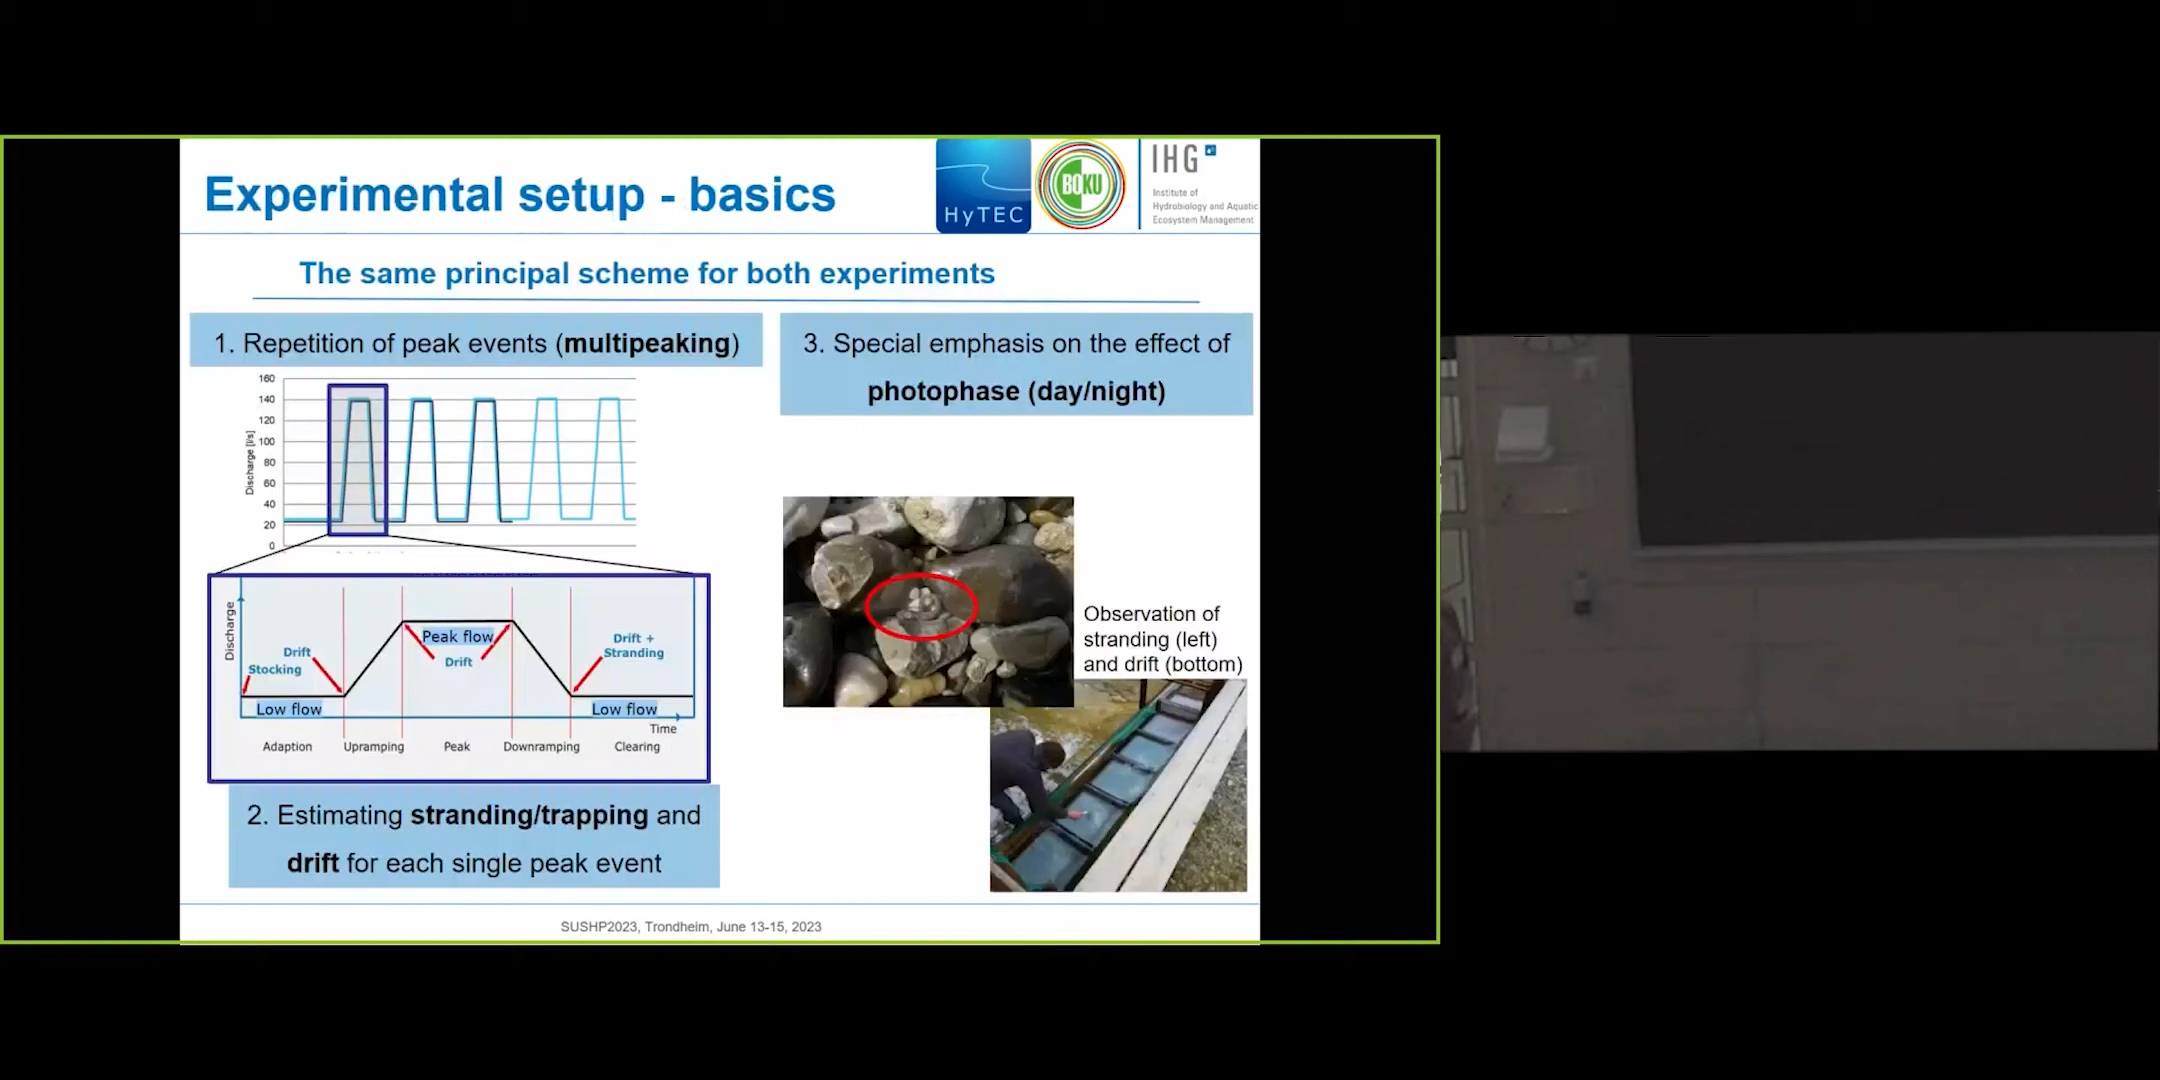 Experimental setup - basics
HyTEC
BOKU
IHG
Institute of
Hydrobiology and Aquatic
Ecosystem Management
The same principal scheme for both experiments
1. Repetition of peak events (multipeaking)
160
140
120
100
80
60
40
20
0
Discharge [l/s]
Discharge
Stocking
Drift
Peak flow
Drift
Drift +
Stranding
Low flow
Low flow
Time
Adaption
Upramping
Peak
Downramping
Clearing
2. Estimating stranding/trapping and
drift for each single peak event
3. Special emphasis on the effect of
photophase (day/night)
Observation of
stranding (left)
and drift (bottom)
SUSHP2023, Trondheim, June 13-15, 2023